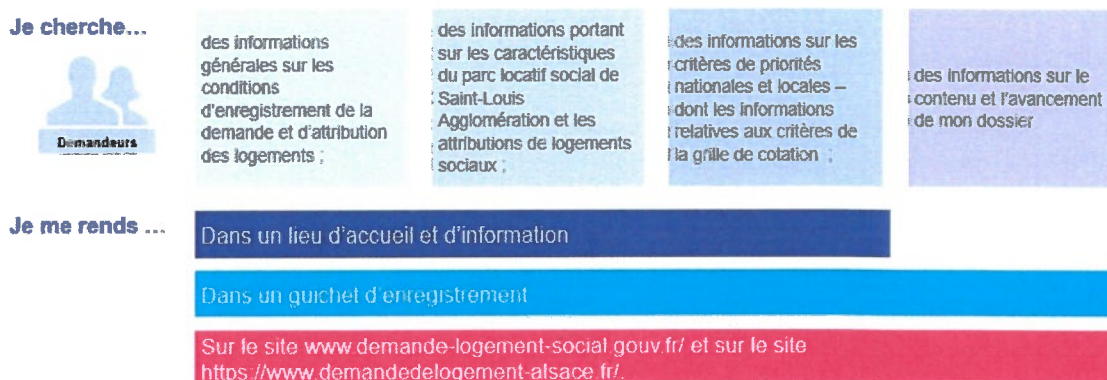 Je cherche...
Demandeurs
des informations
générales sur les
conditions
d'enregistrement de la
demande et d'attribution
des logements ;
des informations portant
sur les caractéristiques
du parc locatif social de
Saint-Louis
Agglomération et les
attributions de logements
sociaux ;
des informations sur les
critères de priorités
nationales et locales –
dont les informations
relatives aux critères de
la grille de cotation ;
des informations sur le
contenu et l'avancement
de mon dossier
Je me rends ...
Dans un lieu d'accueil et d'information
Dans un guichet d'enregistrement
Sur le site www.demande-logement-social.gouv.fr/ et sur le site
https://www.demandedelogement-alsace.fr/.